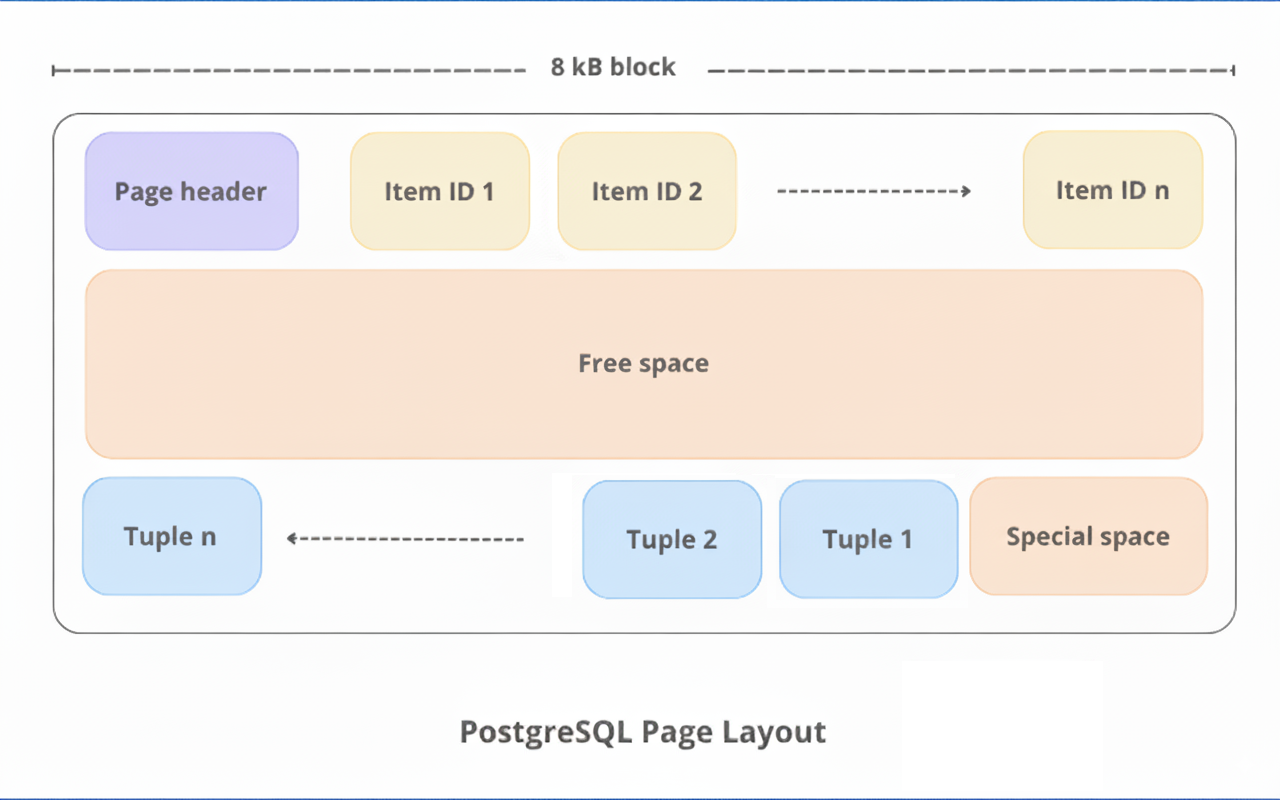 8 kB block
Page header
Item ID 1
Item ID 2
Item ID n
Free space
Tuple n
Tuple 2
Tuple 1
Special space
PostgreSQL Page Layout